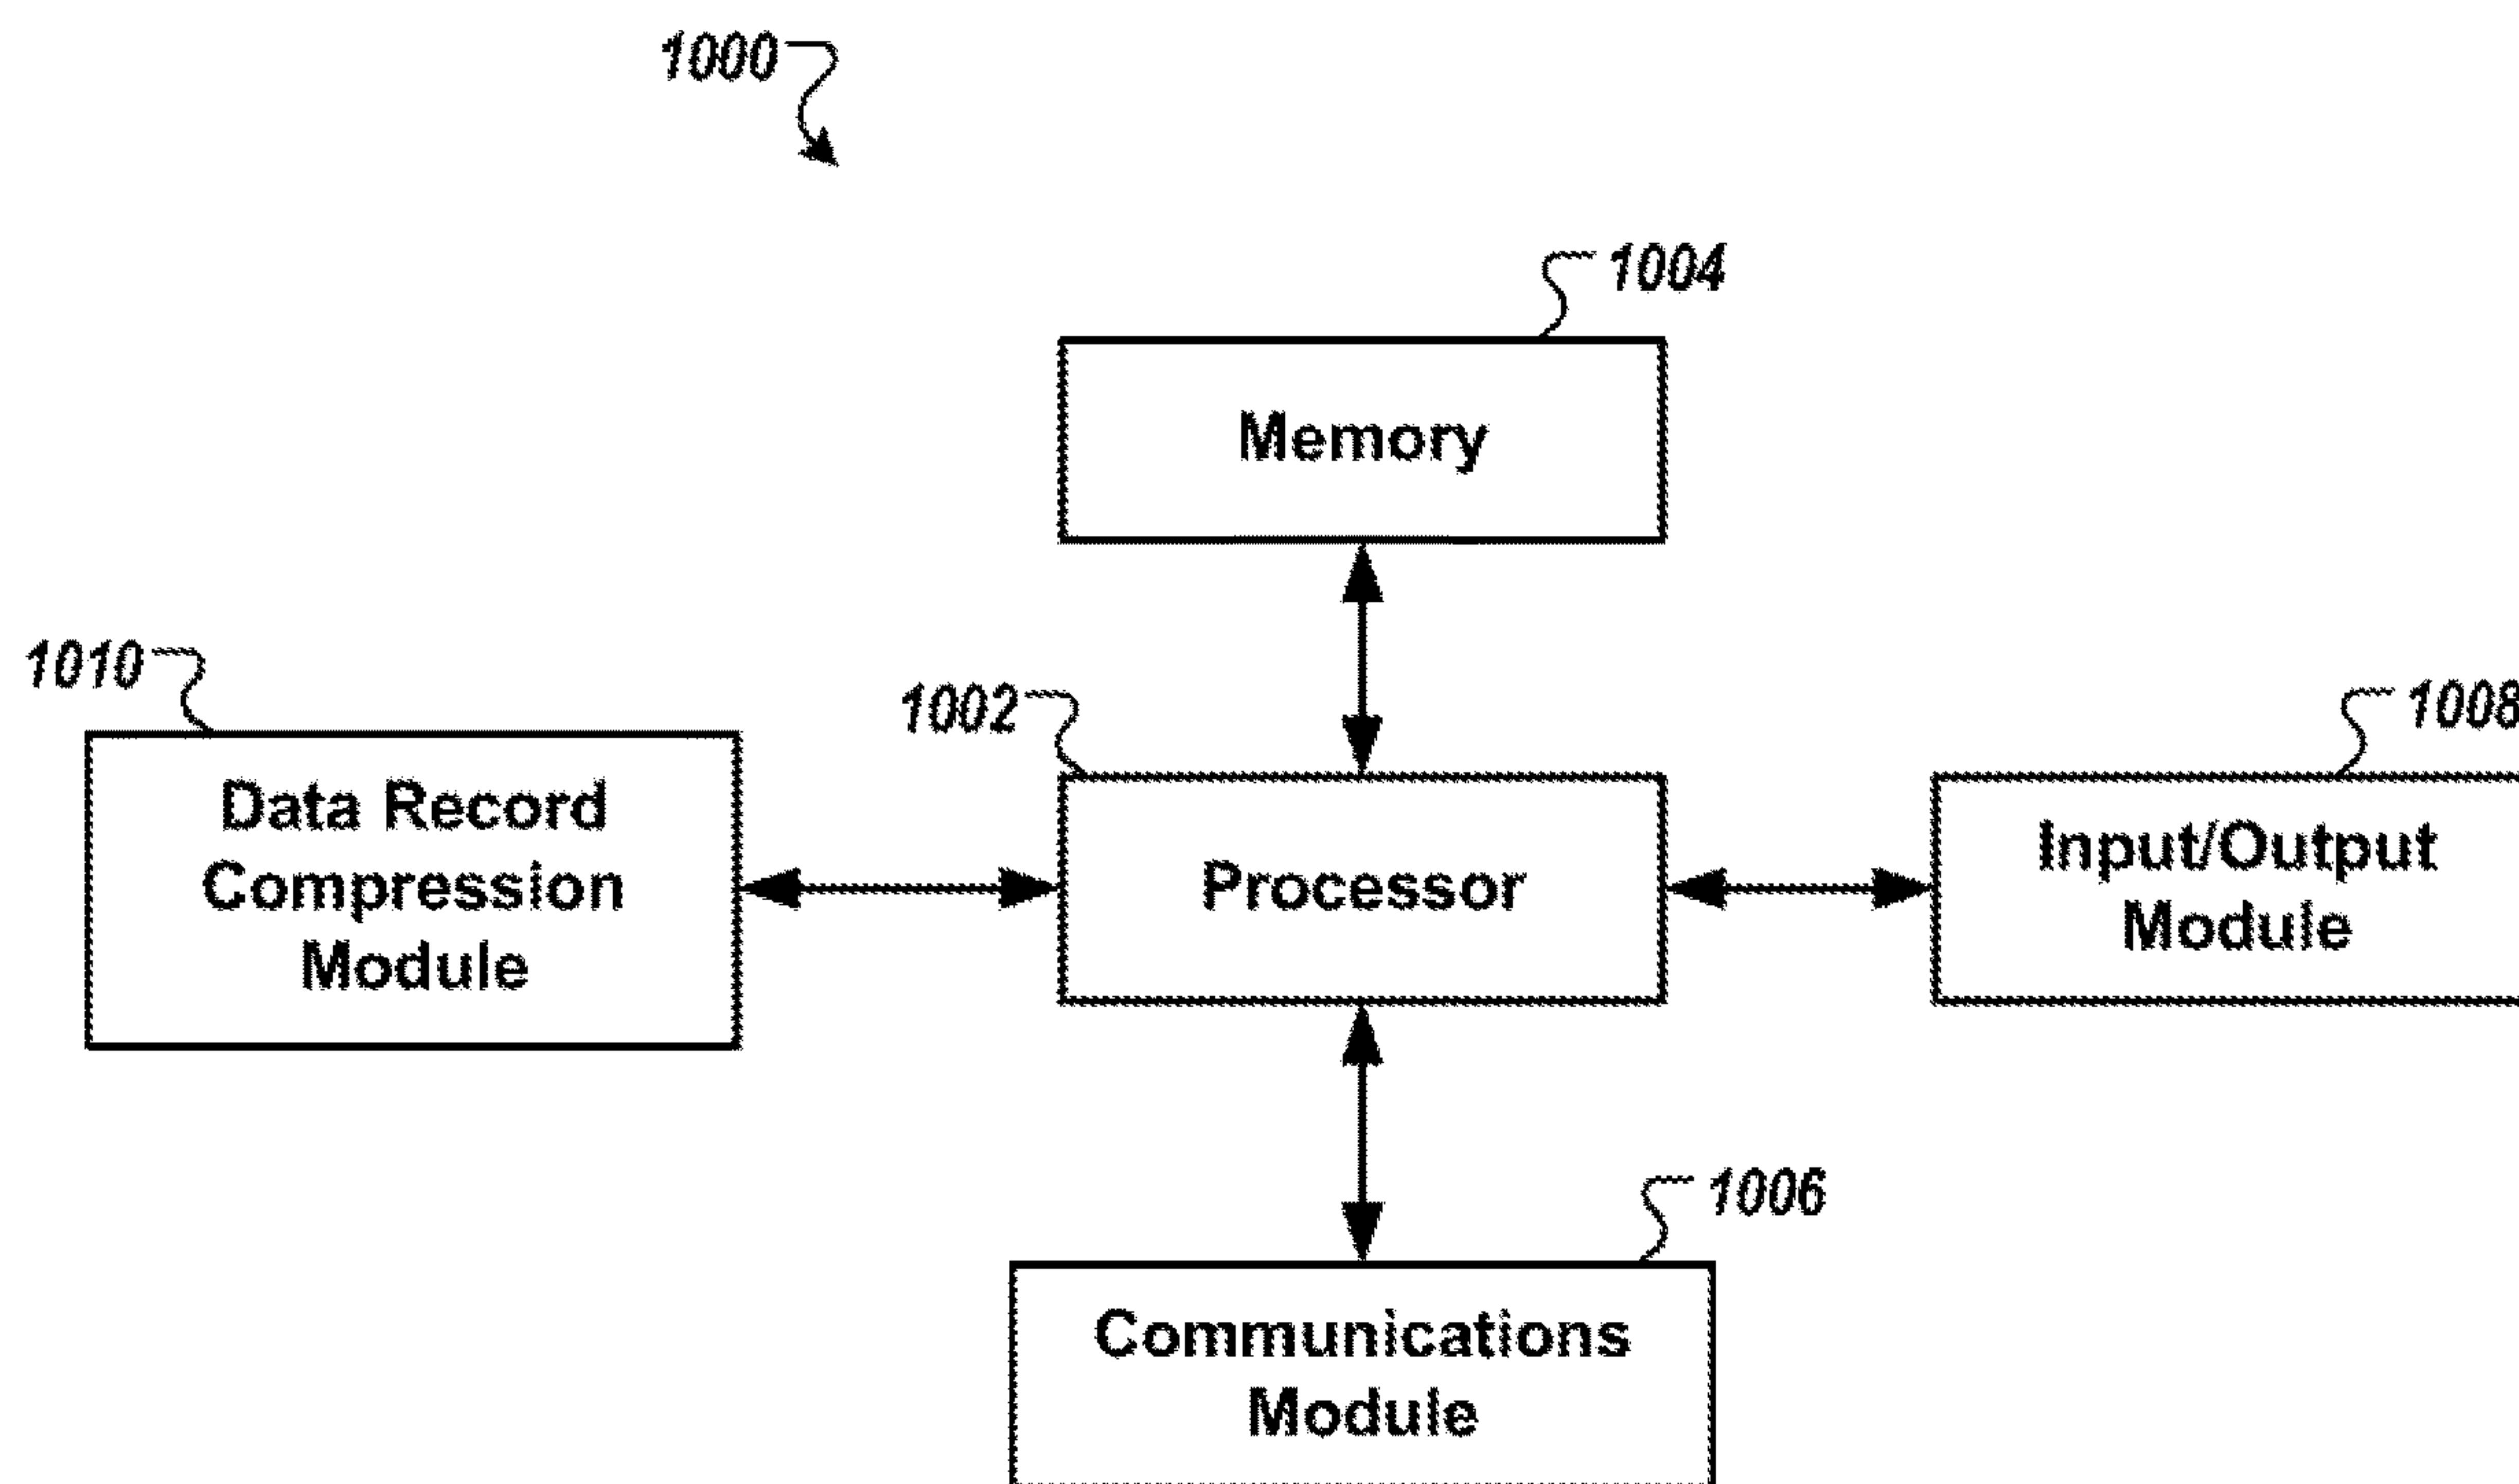 1000
1004
Memory
1010
1002
1008
Data Record
Compression
Module
Processor
Input/Output
Module
1006
Communications
Module